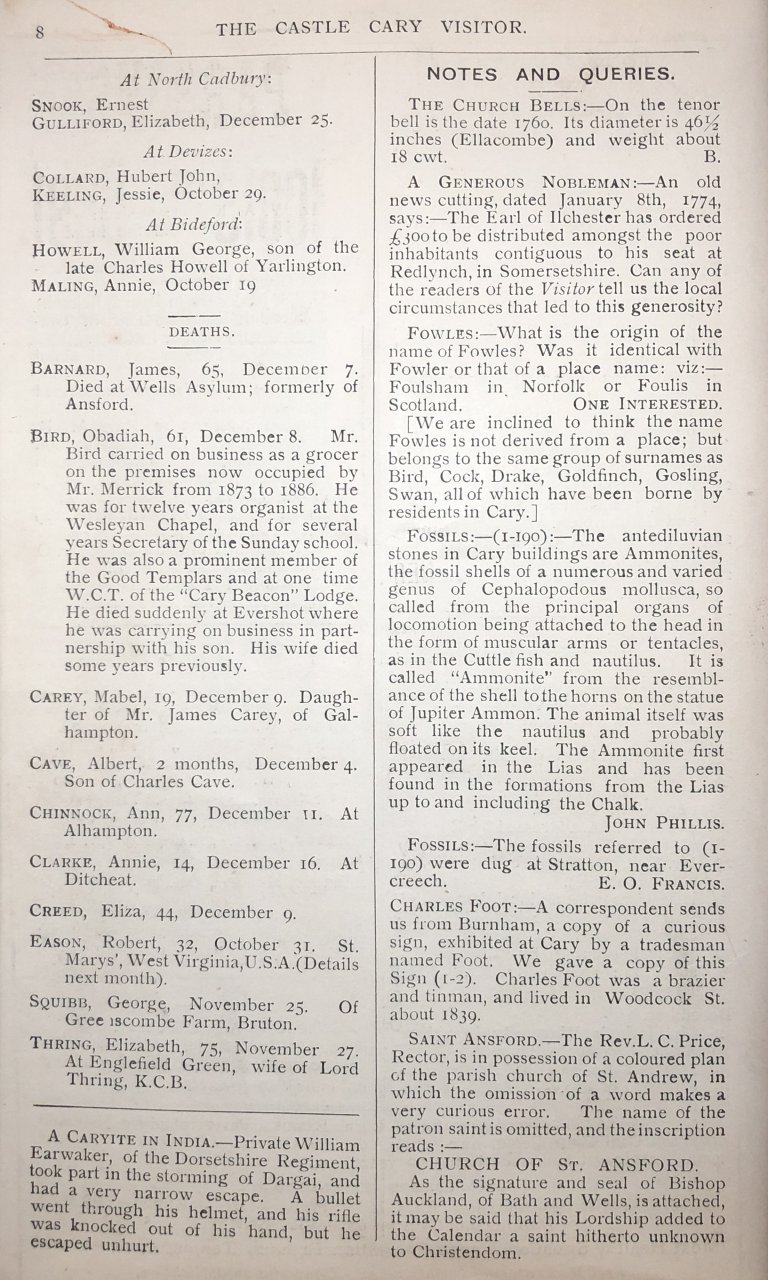 8
THE CASTLE CARY VISITOR.
At North Cadbury:
SNOOK, Ernest
GULLIFORD, Elizabeth, December 25.
At Devizes:
COLLARD, Hubert John,
KEELING, Jessie, October 29.
At Bideford:
HOWELL, William George, son of the
late Charles Howell of Yarlington.
MALING, Annie, October 19
DEATHS.
BARNARD, James, 65, December 7.
Died at Wells Asylum; formerly of
Ansford.
BIRD, Obadiah, 61, December 8. Mr.
Bird carried on business as a grocer
on the premises now occupied by
Mr. Merrick from 1873 to 1886. He
was for twelve years organist at the
Wesleyan Chapel, and for several
years Secretary of the Sunday school.
He was also a prominent member of
the Good Templars and at one time
W.C.T. of the "Cary Beacon" Lodge.
He died suddenly at Evershot where
he was carrying on business in part-
nership with his son. His wife died
some years previously.
CAREY, Mabel, 19, December 9. Daugh-
ter of Mr. James Carey, of Gal-
hampton.
CAVE, Albert, 2 months, December 4.
Son of Charles Cave.
CHINNOCK, Ann, 77, December 11. At
Alhampton.
CLARKE, Annie, 14, December 16. At
Ditcheat.
CREED, Eliza, 44, December 9.
EASON, Robert, 32, October 31. St.
Marys', West Virginia, U.S.A. (Details
next month).
SQUIBB, George, November 25. Of
Gree iscombe Farm, Bruton.
THRING, Elizabeth, 75, November 27.
At Englefield Green, wife of Lord
Thring, K.C.B.
A CARYITE IN INDIA.—Private William
Earwaker, of the Dorsetshire Regiment,
took part in the storming of Dargai, and
had a very narrow escape. A bullet
went through his helmet, and his rifle
was knocked out of his hand, but he
escaped unhurt.
NOTES AND QUERIES.
THE CHURCH BELLS:—On the tenor
bell is the date 1760. Its diameter is 46½
inches (Ellacombe) and weight about
18 cwt. B.
A GENEROUS NOBLEMAN:—An old
news cutting, dated January 8th, 1774,
says:—The Earl of Ilchester has ordered
£300 to be distributed amongst the poor
inhabitants contiguous to his seat at
Redlynch, in Somersetshire. Can any of
the readers of the Visitor tell us the local
circumstances that led to this generosity?
FOWLES:—What is the origin of the
name of Fowles? Was it identical with
Fowler or that of a place name: viz:—
Foulsham in Norfolk or Foulis in
Scotland. ONE INTERESTED.
[We are inclined to think the name
Fowles is not derived from a place; but
belongs to the same group of surnames as
Bird, Cock, Drake, Goldfinch, Gosling,
Swan, all of which have been borne by
residents in Cary.]
FOSSILS:—(1-190):—The antediluvian
stones in Cary buildings are Ammonites,
the fossil shells of a numerous and varied
genus of Cephalopodous mollusca, so
called from the principal organs of
locomotion being attached to the head in
the form of muscular arms or tentacles,
as in the Cuttle fish and nautilus. It is
called "Ammonite" from the resembl-
ance of the shell to the horns on the statue
of Jupiter Ammon. The animal itself was
soft like the nautilus and probably
floated on its keel. The Ammonite first
appeared in the Lias and has been
found in the formations from the Lias
up to and including the Chalk.
JOHN PHILLIS.
FOSSILS:—The fossils referred to (1-
190) were dug at Stratton, near Ever-
creech. E. O. FRANCIS.
CHARLES FOOT:—A correspondent sends
us from Burnham, a copy of a curious
sign, exhibited at Cary by a tradesman
named Foot. We gave a copy of this
Sign (1-2). Charles Foot was a brazier
and tinman, and lived in Woodcock St.
about 1839.
SAINT ANSFORD.—The Rev. L. C. Price,
Rector, is in possession of a coloured plan
of the parish church of St. Andrew, in
which the omission of a word makes a
very curious error. The name of the
patron saint is omitted, and the inscription
reads :—
CHURCH OF ST. ANSFORD.
As the signature and seal of Bishop
Auckland, of Bath and Wells, is attached,
it may be said that his Lordship added to
the Calendar a saint hitherto unknown
to Christendom.